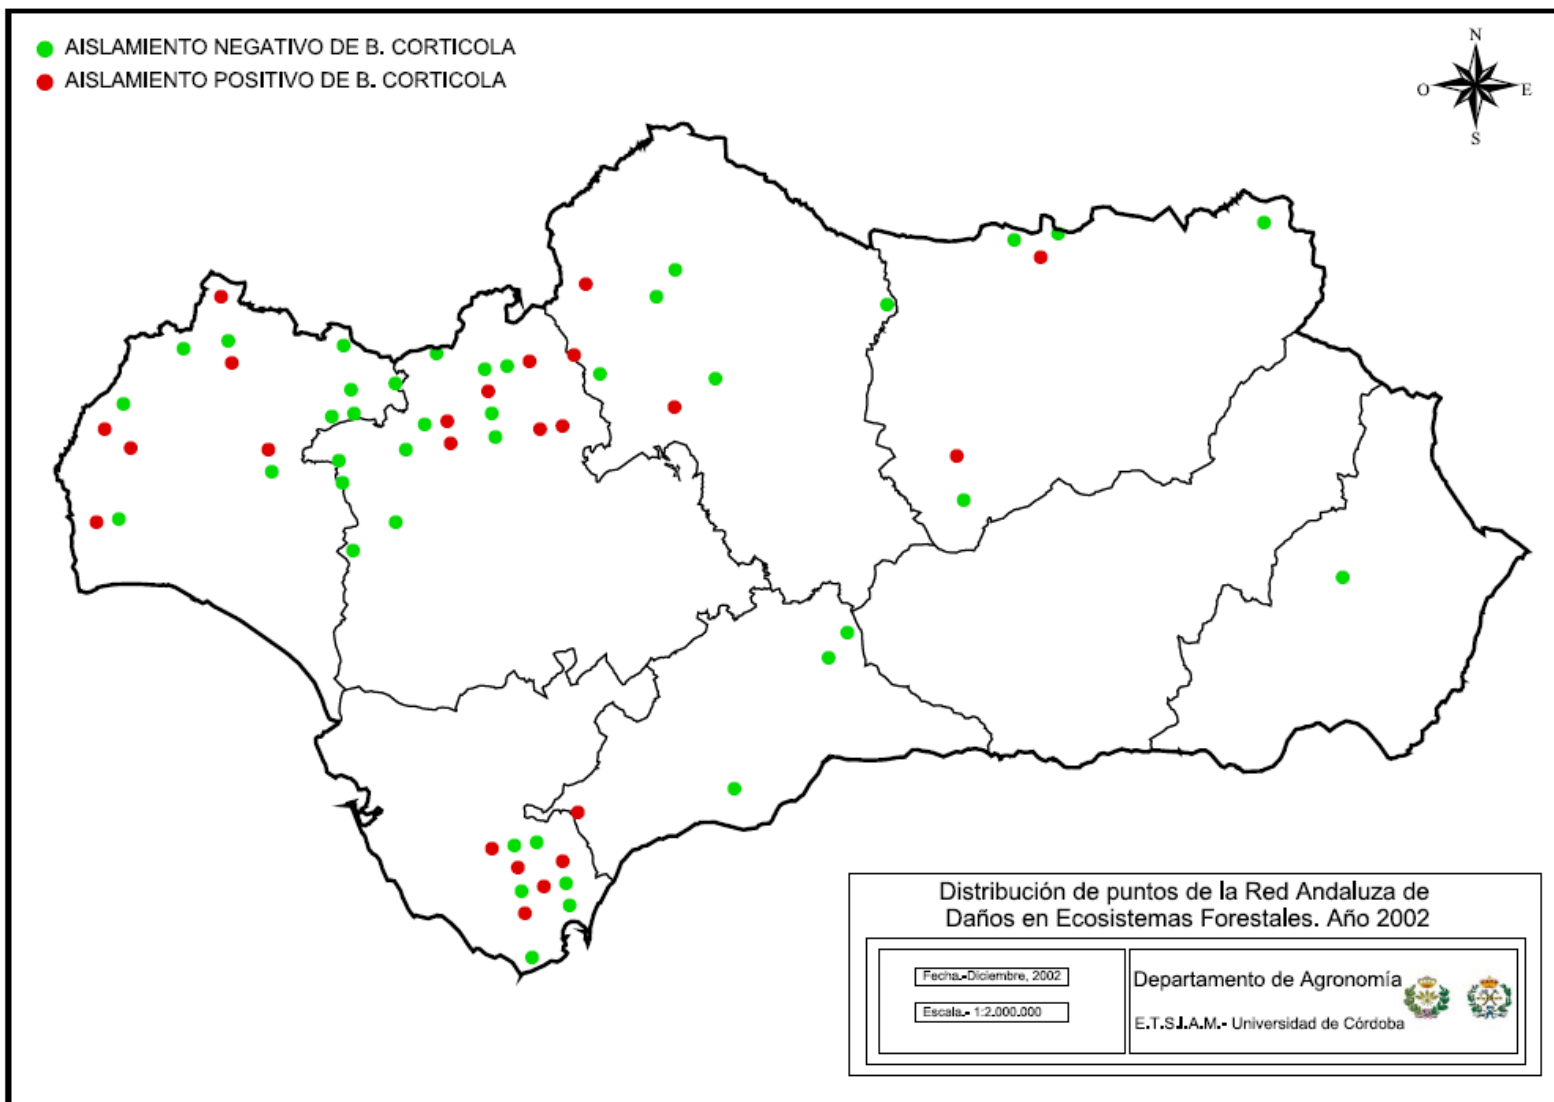 AISLAMIENTO NEGATIVO DE B. CORTICOLA
AISLAMIENTO POSITIVO DE B. CORTICOLA
N
O
E
S
Distribución de puntos de la Red Andaluza de
Daños en Ecosistemas Forestales. Año 2002
Fecha.-Diciembre, 2002
Escala.- 1:2.000.000
Departamento de Agronomía
E.T.S.I.A.M.- Universidad de Córdoba